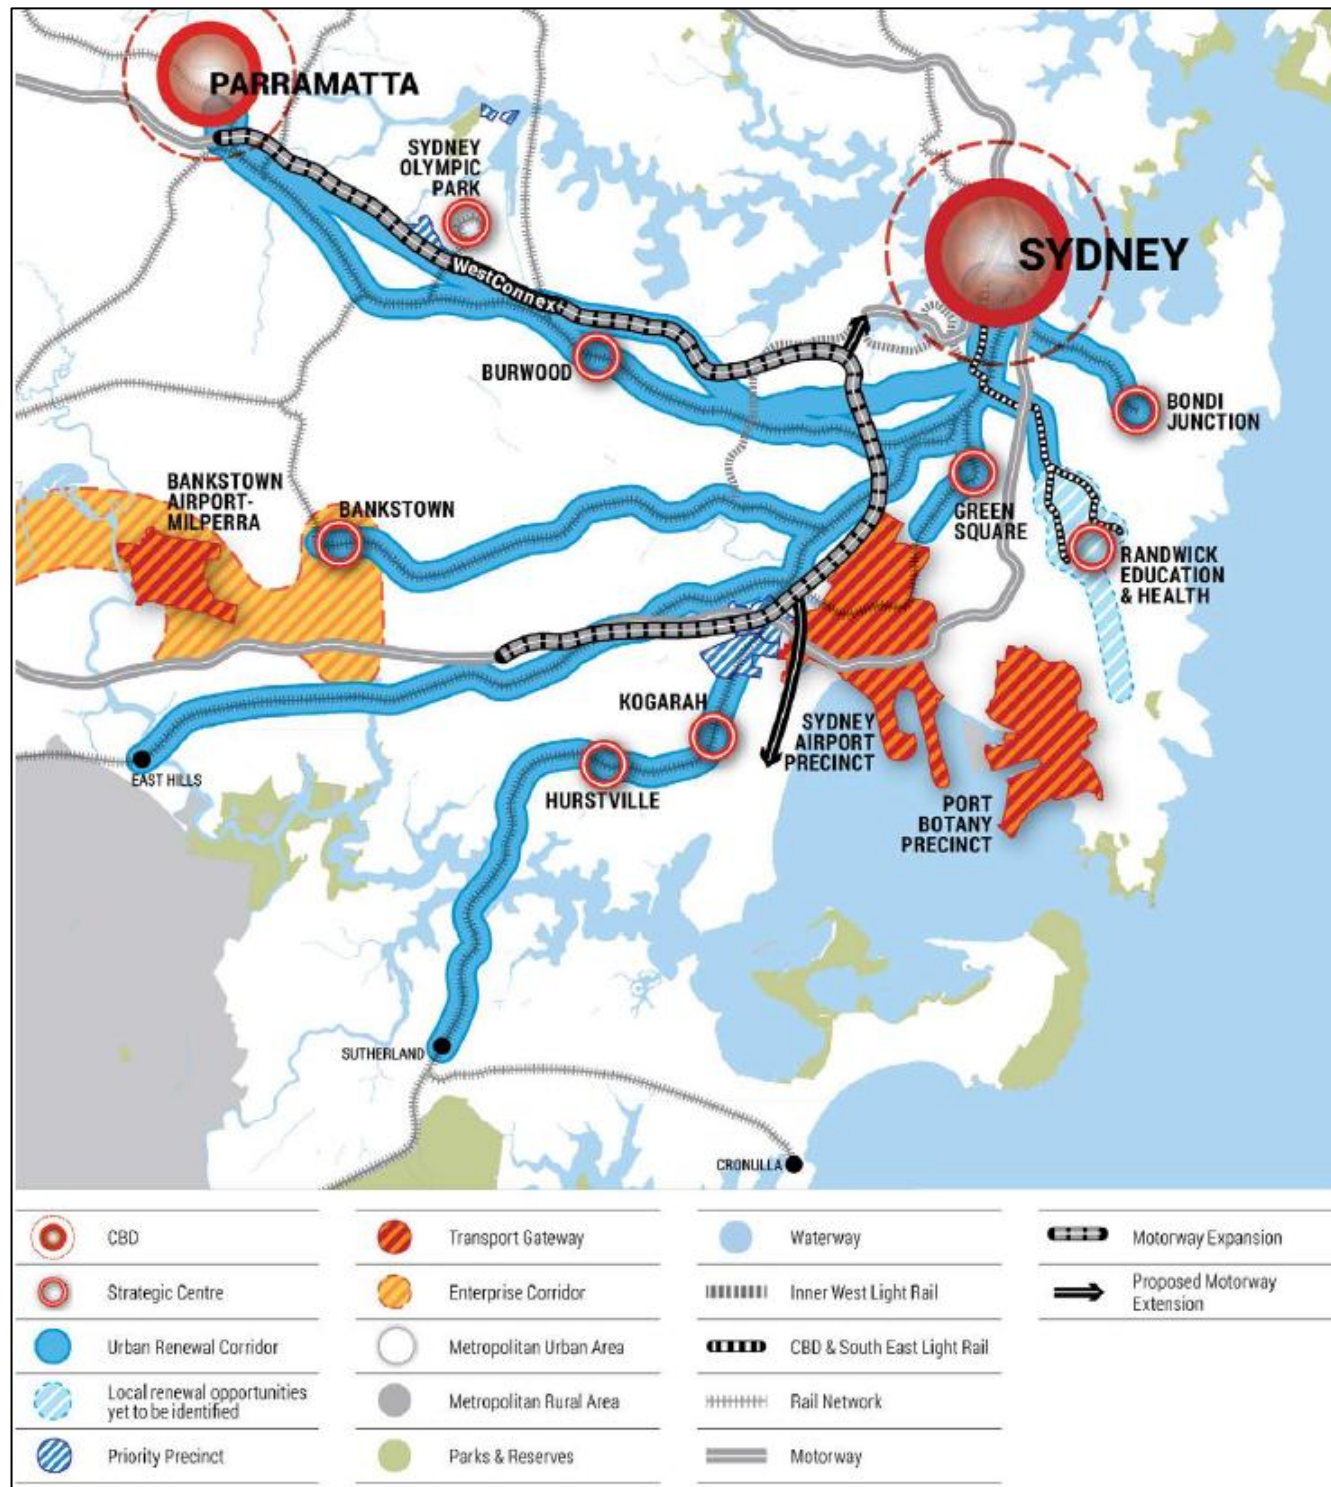 PARRAMATTA
SYDNEY
OLYMPIC
PARK
SYDNEY
WestConnex
BURWOOD
BONDI
JUNCTION
BANKSTOWN
AIRPORT-
MILPERRA
BANKSTOWN
GREEN
SQUARE
RANDWICK
EDUCATION
& HEALTH
KOGARAH
SYDNEY
AIRPORT
PRECINCT
EAST HILLS
HURSTVILLE
PORT
BOTANY
PRECINCT
SUTHERLAND
CRONULLA
CBD
Strategic Centre
Urban Renewal Corridor
Local renewal opportunities
yet to be identified
Priority Precinct
Transport Gateway
Enterprise Corridor
Metropolitan Urban Area
Metropolitan Rural Area
Parks & Reserves
Waterway
Inner West Light Rail
CBD & South East Light Rail
Rail Network
Motorway
Motorway Expansion
Proposed Motorway
Extension